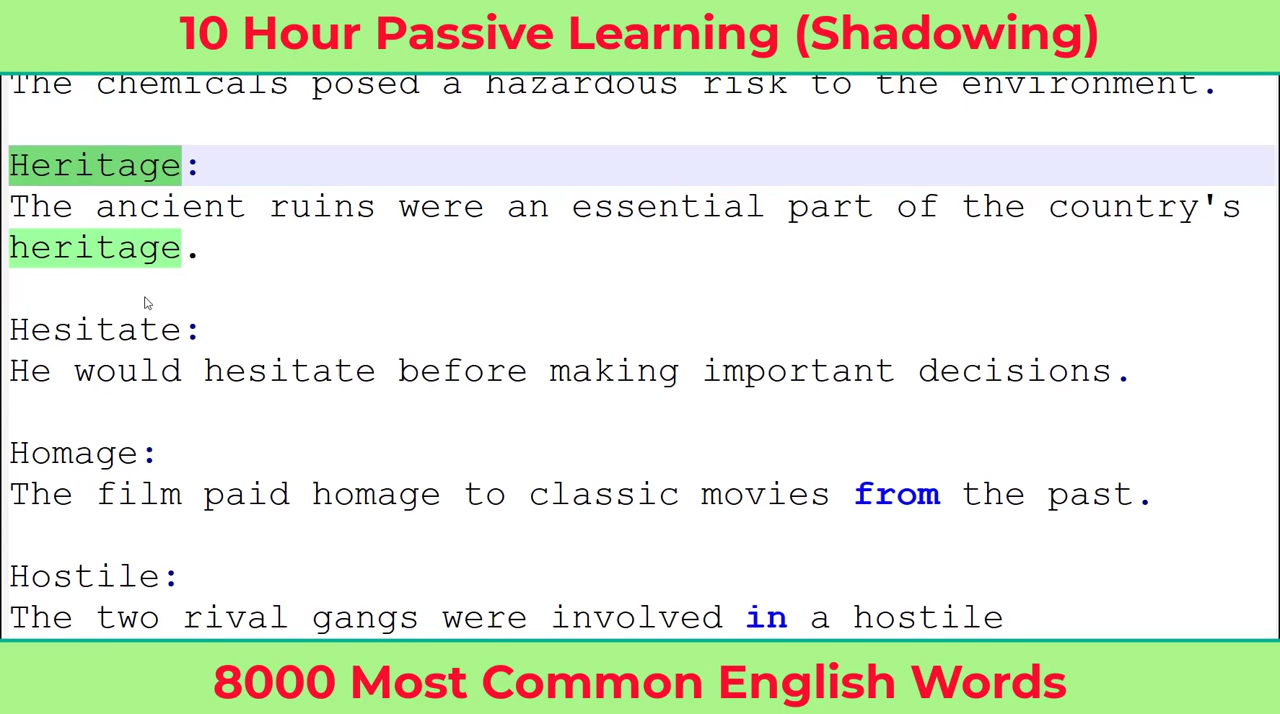 10 Hour Passive Learning (Shadowing)
The chemicals posed a hazardous risk to the environment.
Heritage:
The ancient ruins were an essential part of the country's
heritage.
Hesitate:
He would hesitate before making important decisions.
Homage:
The film paid homage to classic movies from the past.
Hostile:
The two rival gangs were involved in a hostile
8000 Most Common English Words